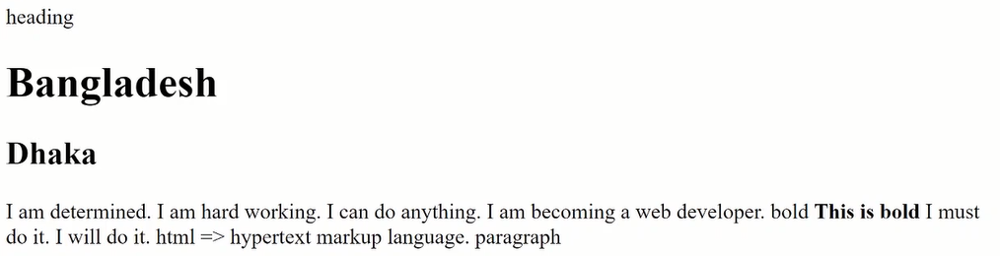 heading
Bangladesh
Dhaka
I am determined. I am hard working. I can do anything. I am becoming a web developer. bold This is bold I must
do it. I will do it. html => hypertext markup language. paragraph